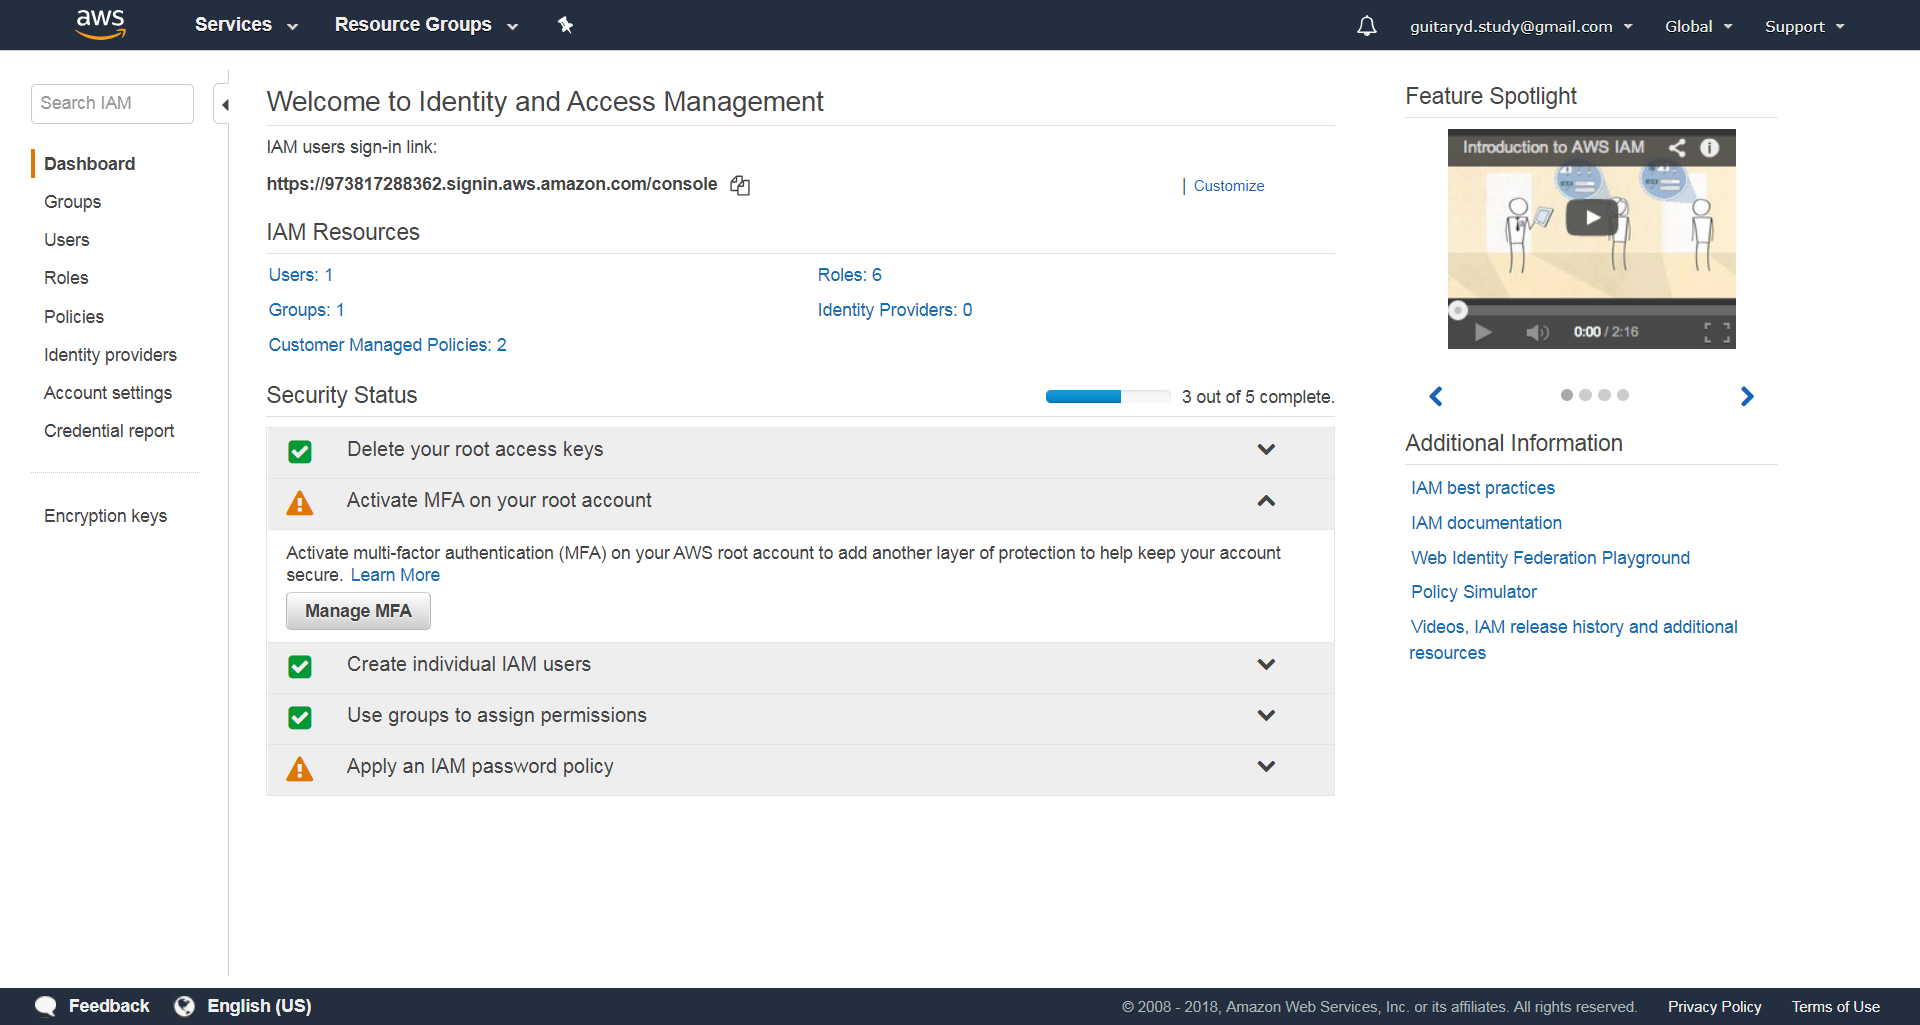 aws
Services
Resource Groups
guitaryd.study@gmail.com
Global
Support
Search IAM
Dashboard
Groups
Users
Roles
Policies
Identity providers
Account settings
Credential report
Encryption keys
Welcome to Identity and Access Management
IAM users sign-in link:
https://973817288362.signin.aws.amazon.com/console
| Customize
IAM Resources
Users: 1
Roles: 6
Groups: 1
Identity Providers: 0
Customer Managed Policies: 2
Security Status
3 out of 5 complete.
Delete your root access keys
Activate MFA on your root account
Activate multi-factor authentication (MFA) on your AWS root account to add another layer of protection to help keep your account
secure. Learn More
Manage MFA
Create individual IAM users
Use groups to assign permissions
Apply an IAM password policy
Feature Spotlight
Introduction to AWS IAM
0:00 / 2:16
Additional Information
IAM best practices
IAM documentation
Web Identity Federation Playground
Policy Simulator
Videos, IAM release history and additional
resources
Feedback
English (US)
© 2008 - 2018, Amazon Web Services, Inc. or its affiliates. All rights reserved.
Privacy Policy
Terms of Use